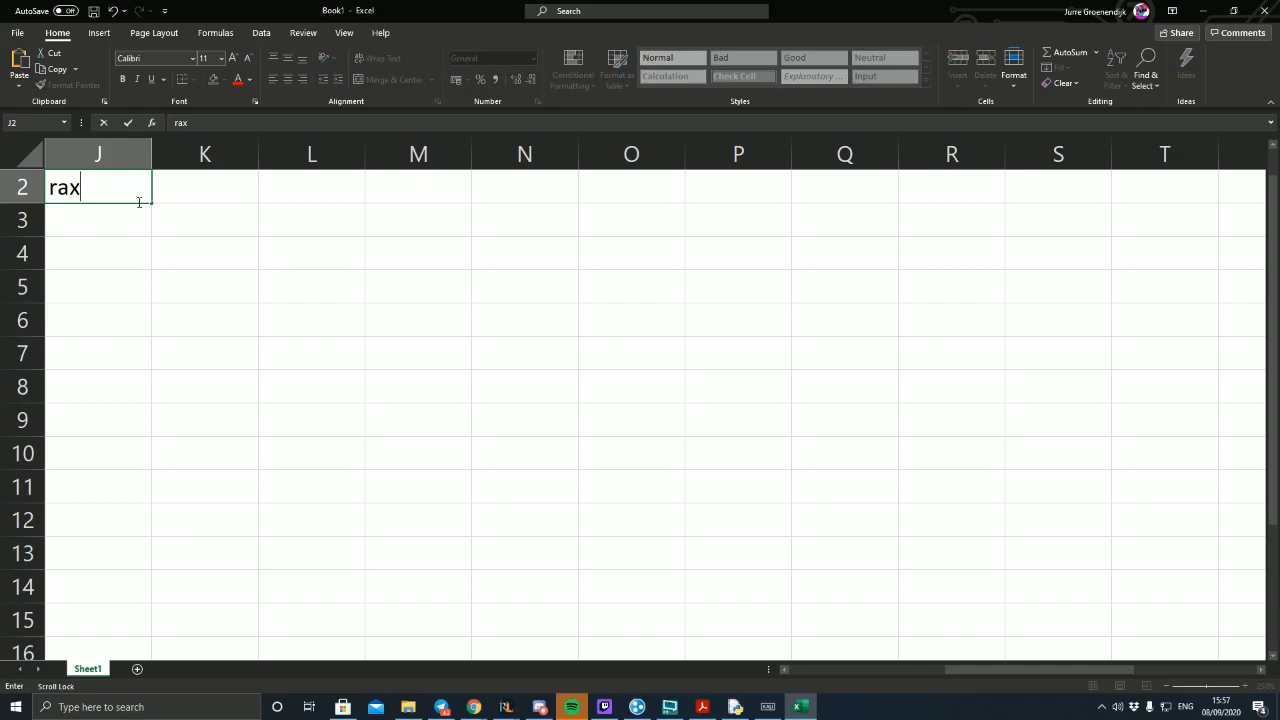 AutoSave Off Book1 - Excel Search Jurre Groenendijk
File Home Insert Page Layout Formulas Data Review View Help Share Comments
Paste Cut Calibri 11 Wrap Text General Conditional Formatting Format as Table Normal Bad Good Neutral Insert Delete Format AutoSum Sort & Filter Find & Select Ideas
Copy Fill
Format Painter B I U Merge & Center Calculation Check Cell Explanatory ... Input Clear
Clipboard Font Alignment Number Styles Cells Editing Ideas
J2 fx rax
J K L M N O P Q R S T
2 rax
3
4
5
6
7
8
9
10
11
12
13
14
15
16
Sheet1
Enter Scroll Lock 250%
Type here to search 15:57
08/09/2020